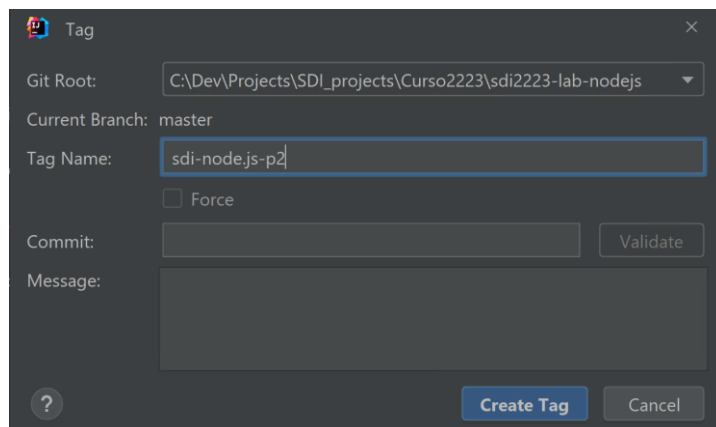 Tag
Git Root: C:\Dev\Projects\SDI_projects\Curso2223\sdi2223-lab-nodejs
Current Branch: master
Tag Name: sdi-node.js-p2
Force
Commit: Validate
Message:
? Create Tag Cancel